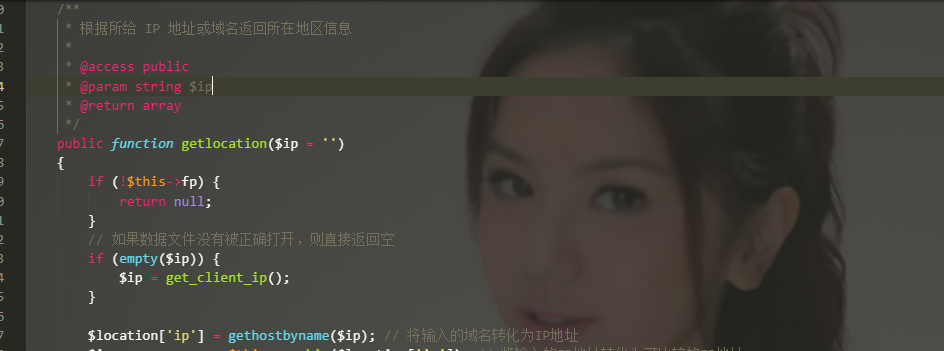 /**
* 根据所给 IP 地址或域名返回所在地区信息
*
* @access public
* @param string $ip
* @return array
*/
public function getlocation($ip = '')
{
if (!$this->fp) {
return null;
}
// 如果数据文件没有被正确打开，则直接返回空
if (empty($ip)) {
$ip = get_client_ip();
}
$location['ip'] = gethostbyname($ip); // 将输入的域名转化为IP地址